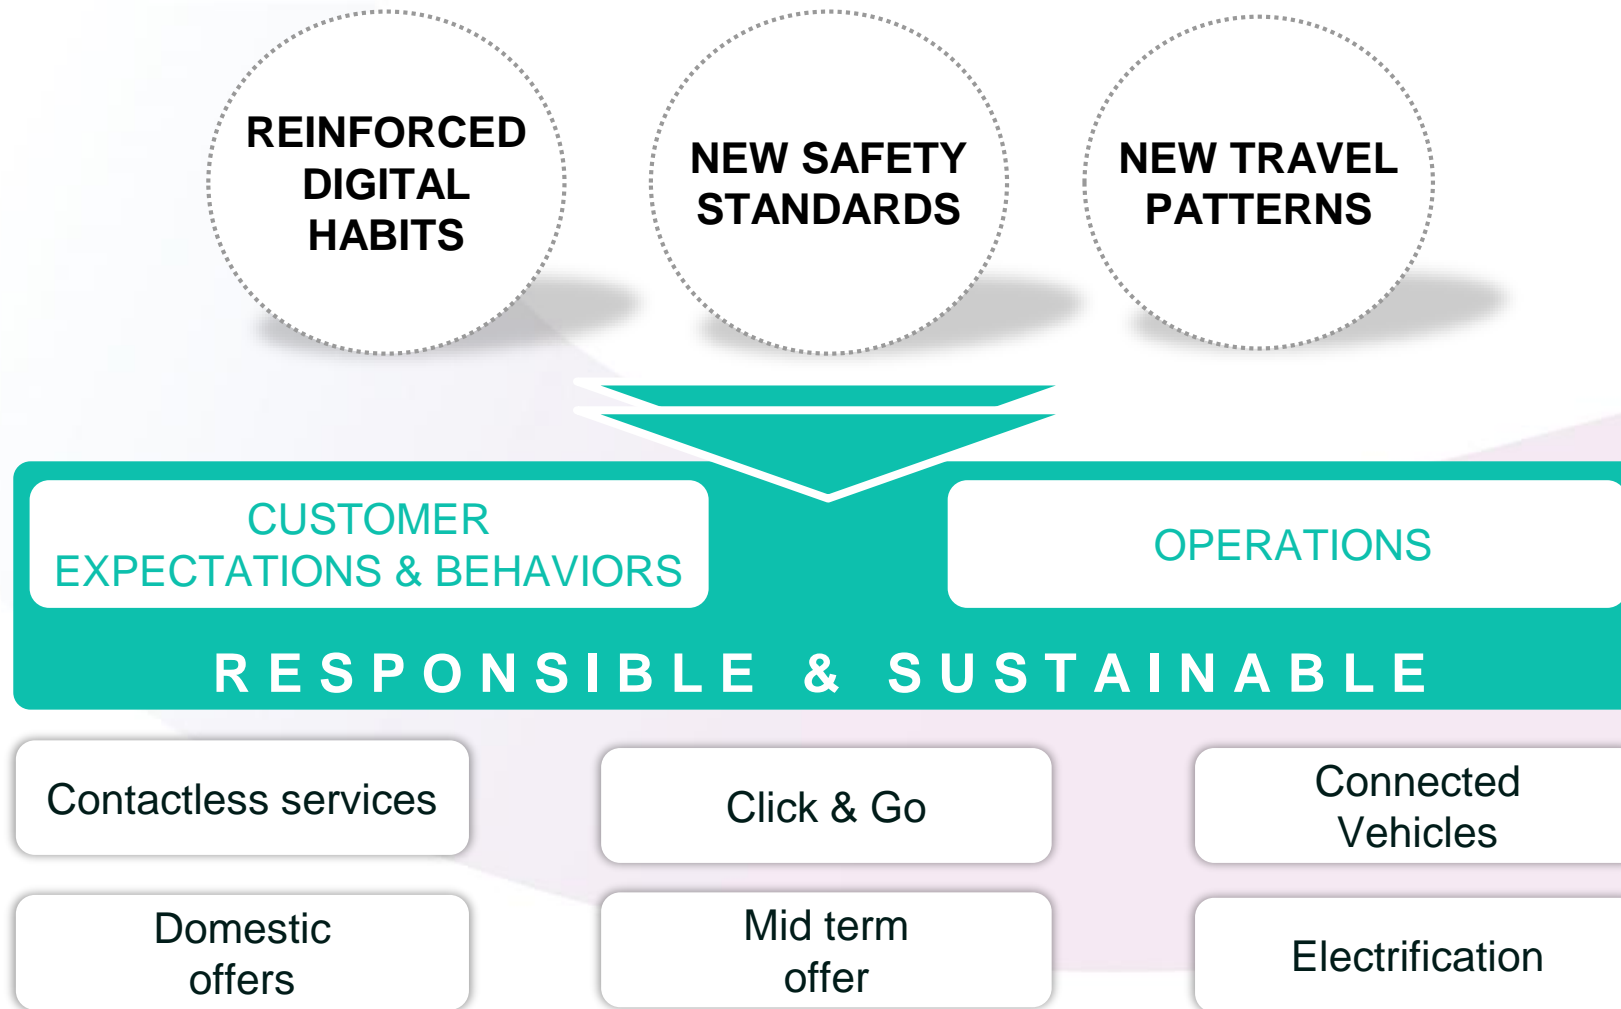 REINFORCED
DIGITAL
HABITS
NEW SAFETY
STANDARDS
NEW TRAVEL
PATTERNS
CUSTOMER
EXPECTATIONS & BEHAVIORS
OPERATIONS
RESPONSIBLE & SUSTAINABLE
Contactless services
Click & Go
Connected
Vehicles
Domestic
offers
Mid term
offer
Electrification